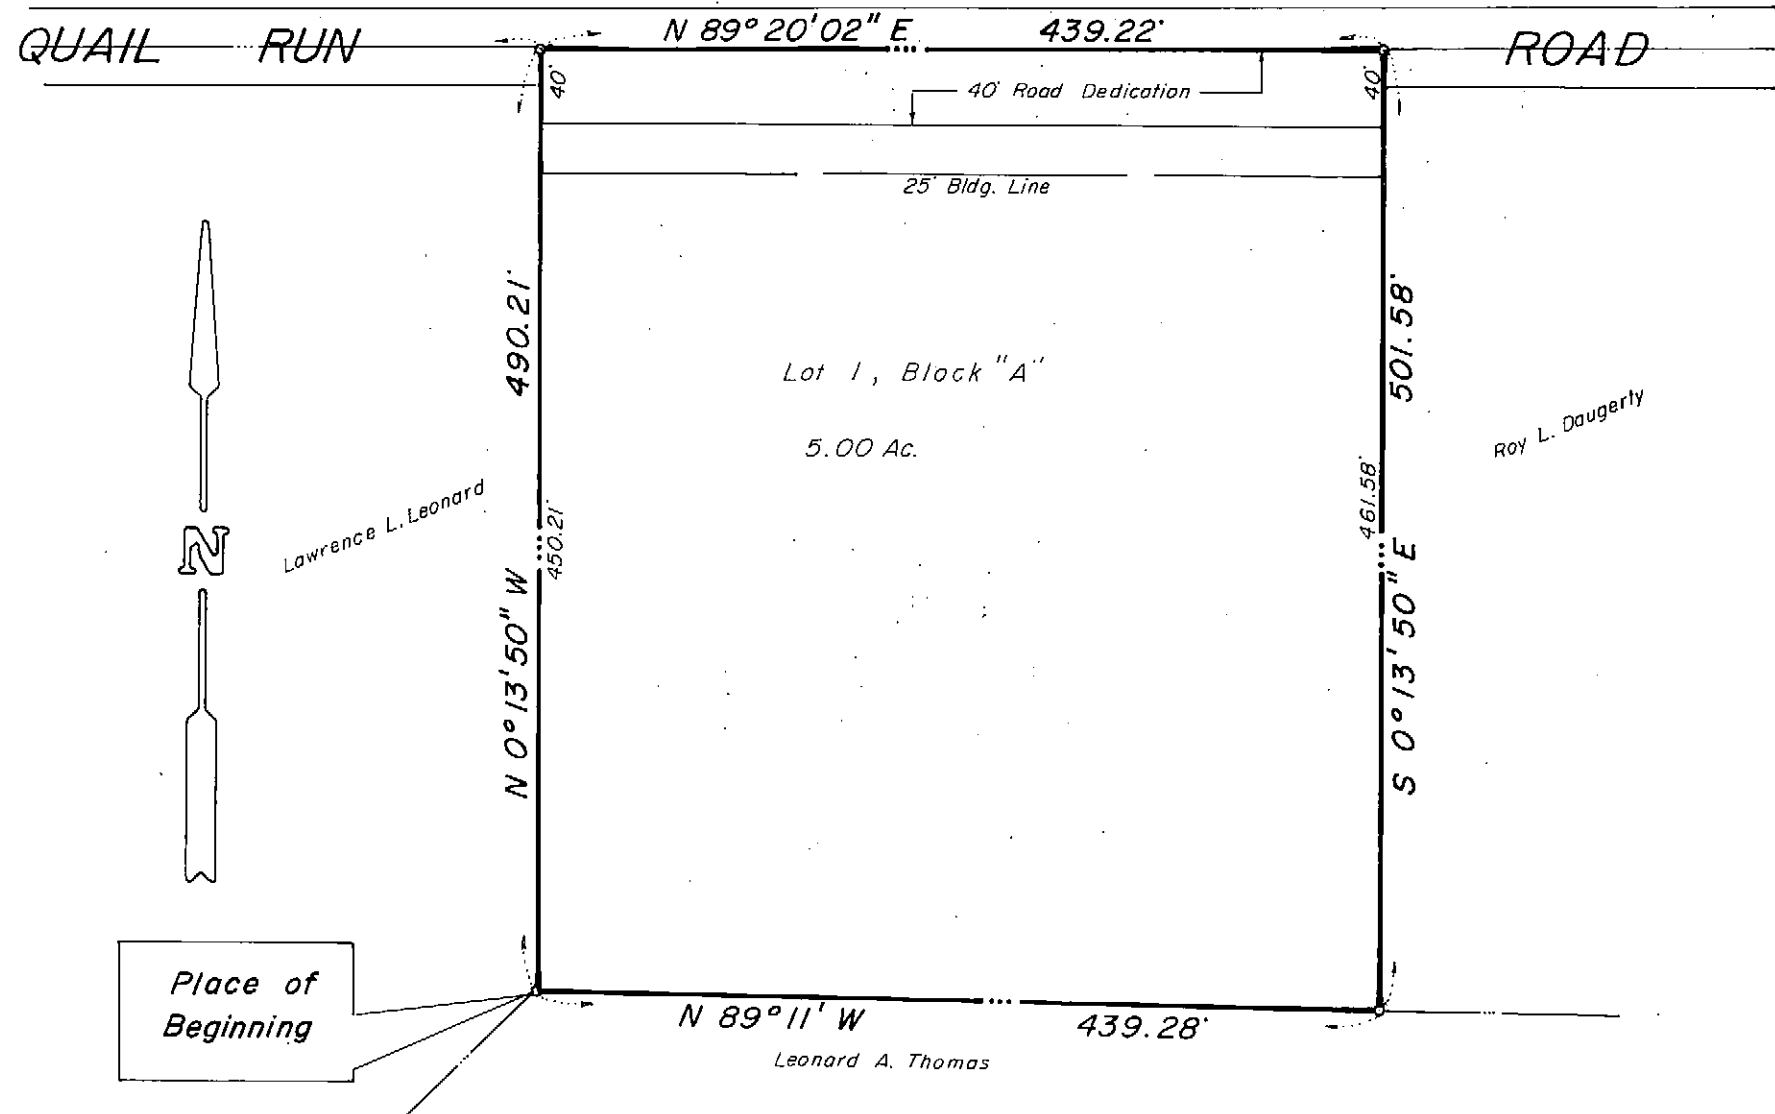 QUAIL RUN ROAD
N 89° 20' 02" E 439.22'
40'
40'
40' Road Dedication
25' Bldg. Line
490.21'
N 0° 13' 50" W
450.21'
501.58'
S 0° 13' 50" E
461.58'
Lot 1, Block "A"
5.00 Ac.
Lawrence L. Leonard
Roy L. Daugerty
N
Place of
Beginning
N 89° 11' W 439.28'
Leonard A. Thomas